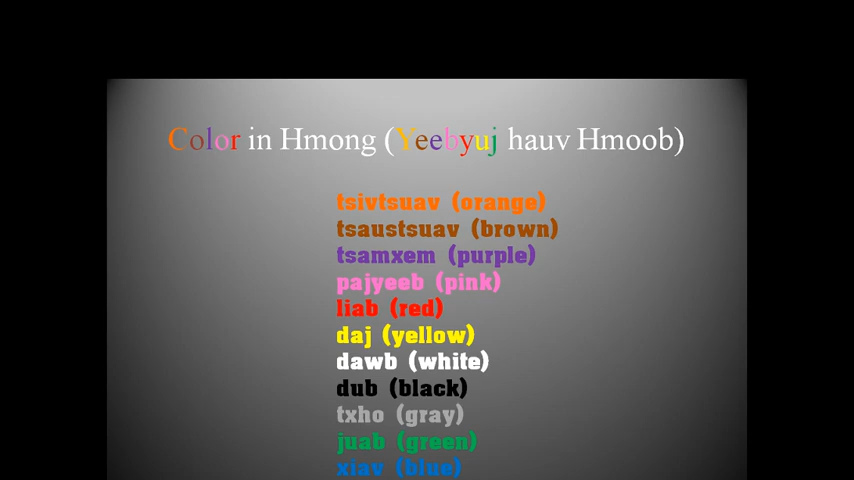 Color in Hmong (Yeebyuj hauv Hmoob)
tsivtsuav (orange)
tsaustsuav (brown)
tsamxem (purple)
pajyeeb (pink)
liab (red)
daj (yellow)
dawb (white)
dub (black)
txho (gray)
juab (green)
xiav (blue)